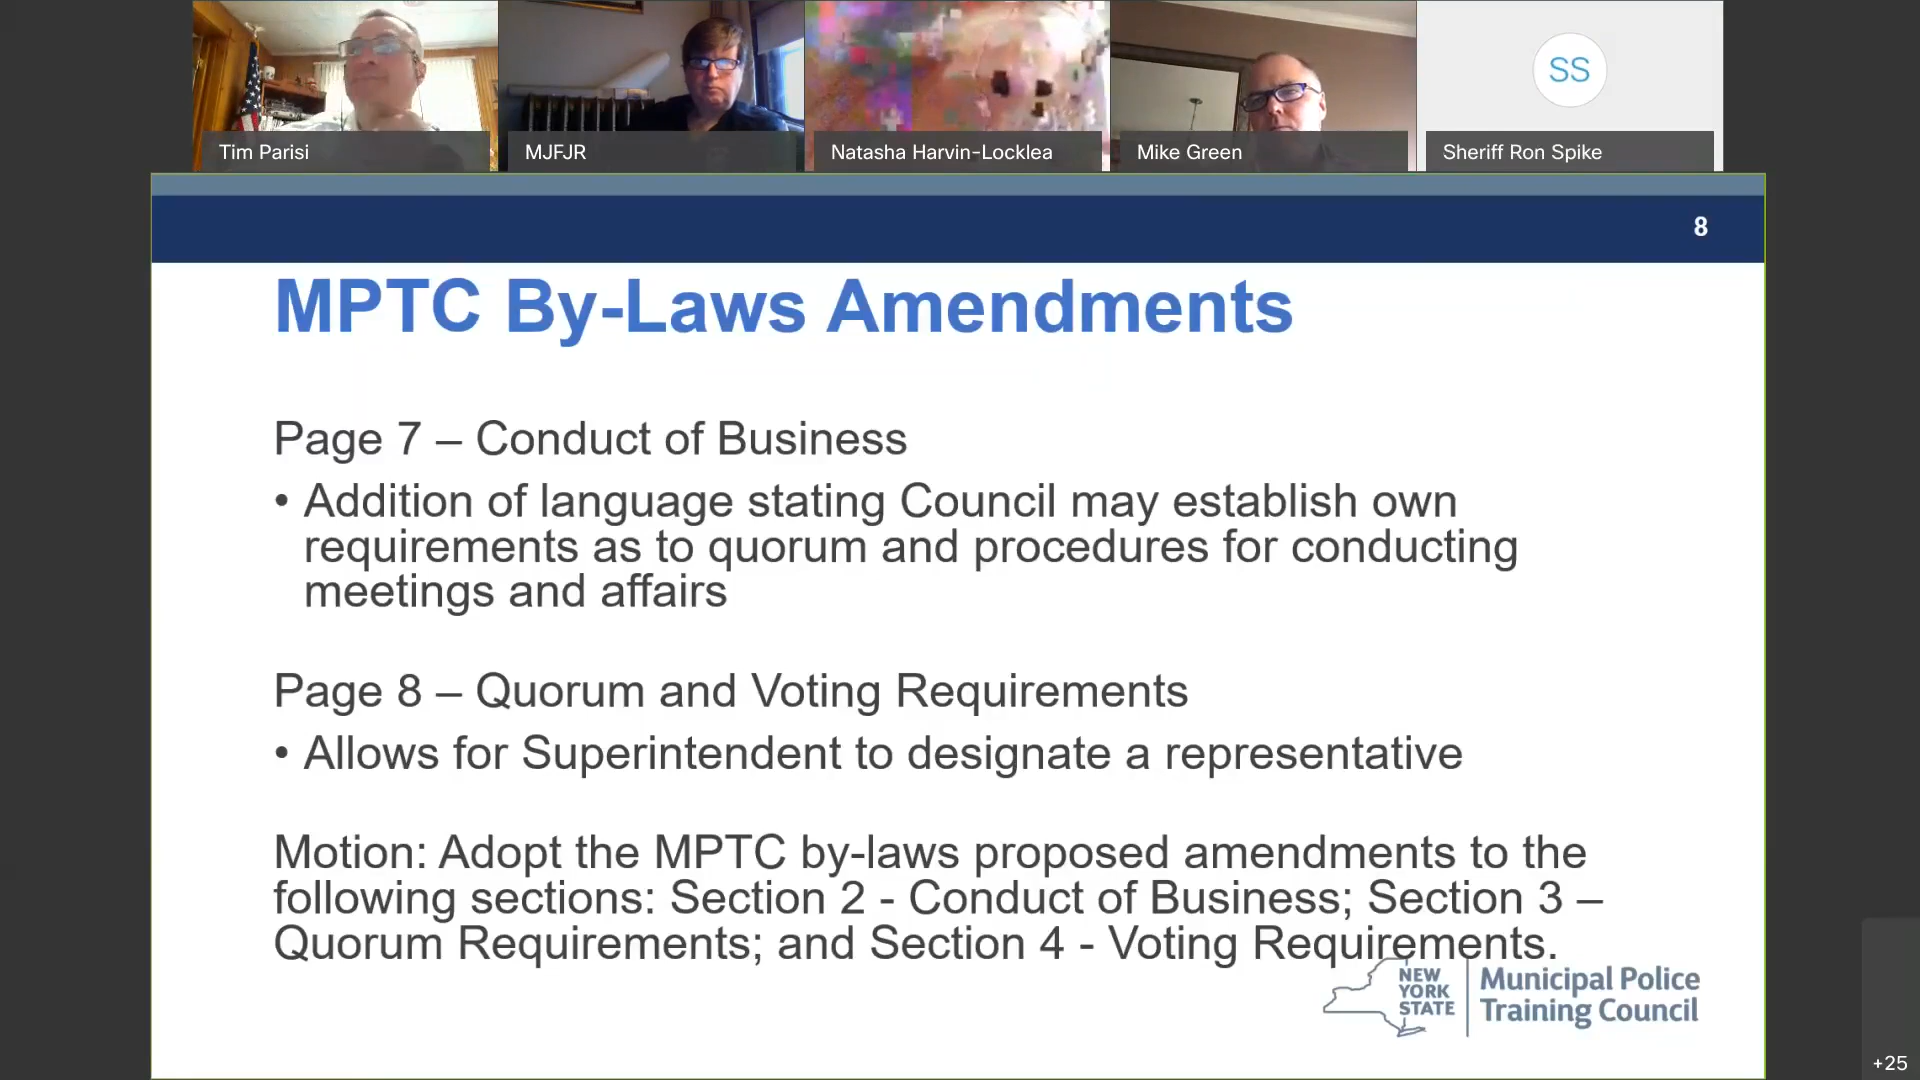 Tim Parisi
MJFJR
Natasha Harvin-Locklea
Mike Green
SS
Sheriff Ron Spike
8
MPTC By-Laws Amendments
Page 7 – Conduct of Business
• Addition of language stating Council may establish own
requirements as to quorum and procedures for conducting
meetings and affairs
Page 8 – Quorum and Voting Requirements
• Allows for Superintendent to designate a representative
Motion: Adopt the MPTC by-laws proposed amendments to the
following sections: Section 2 - Conduct of Business; Section 3 –
Quorum Requirements; and Section 4 - Voting Requirements.
NEW
YORK
STATE
Municipal Police
Training Council
+25